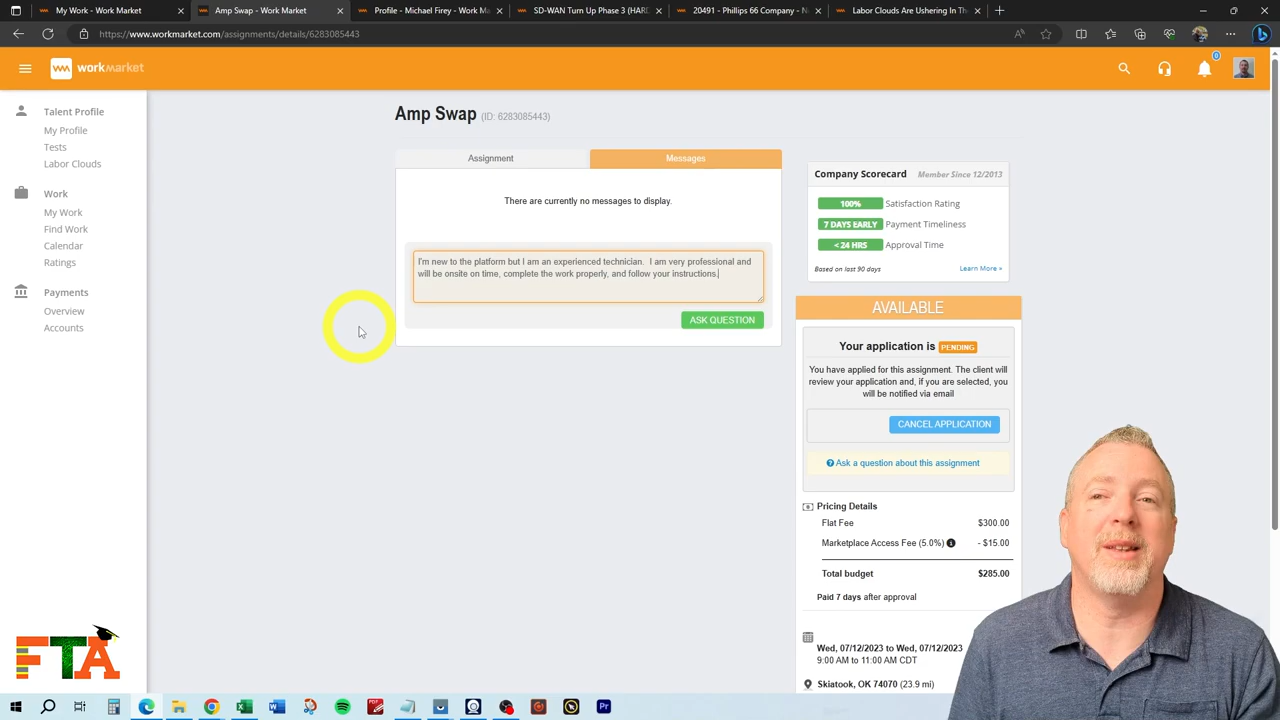 My Work - WorkMarket
Amp Swap - WorkMarket
Profile - Michael Firey - WorkM
SD-WAN Turn Up Phase 3 (HARD
20491 - Phillips 66 Company - N
Labor Clouds Are Ushering In The
https://www.workmarket.com/assignments/details/6283085443
workmarket
0
Talent Profile
My Profile
Tests
Labor Clouds
Work
My Work
Find Work
Calendar
Ratings
Payments
Overview
Accounts
Amp Swap (ID: 6283085443)
Assignment
Messages
There are currently no messages to display.
I'm new to the platform but I am an experienced technician. I am very professional and
will be onsite on time, complete the work properly, and follow your instructions.
ASK QUESTION
Company Scorecard Member Since 12/2013
100% Satisfaction Rating
7 DAYS EARLY Payment Timeliness
< 24 HRS Approval Time
Based on last 90 days Learn More »
AVAILABLE
Your application is PENDING
You have applied for this assignment. The client will
review your application and, if you are selected, you
will be notified via email
CANCEL APPLICATION
Ask a question about this assignment
Pricing Details
Flat Fee $300.00
Marketplace Access Fee (5.0%) - $15.00
Total budget $285.00
Paid 7 days after approval
Wed, 07/12/2023 to Wed, 07/12/2023
9:00 AM to 11:00 AM CDT
Skiatook, OK 74070 (23.9 mi)
FTA